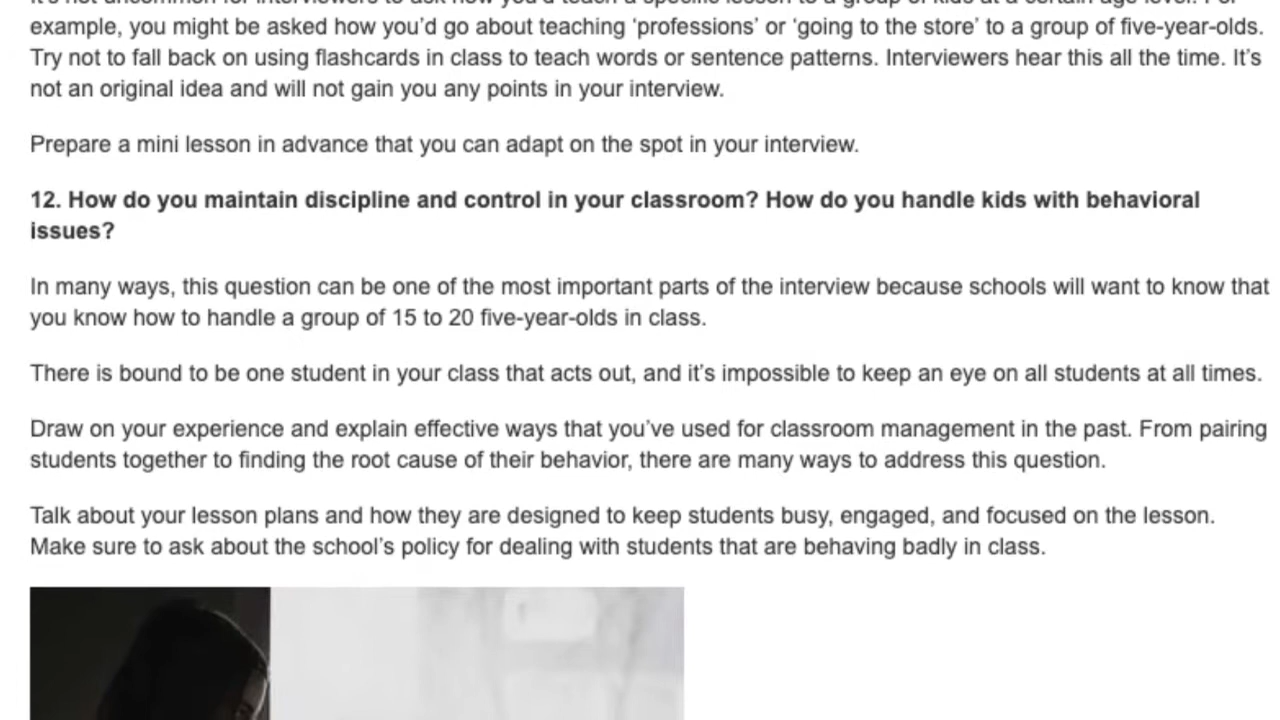 example, you might be asked how you’d go about teaching ‘professions’ or ‘going to the store’ to a group of five-year-olds.
Try not to fall back on using flashcards in class to teach words or sentence patterns. Interviewers hear this all the time. It’s
not an original idea and will not gain you any points in your interview.
Prepare a mini lesson in advance that you can adapt on the spot in your interview.
12. How do you maintain discipline and control in your classroom? How do you handle kids with behavioral
issues?
In many ways, this question can be one of the most important parts of the interview because schools will want to know that
you know how to handle a group of 15 to 20 five-year-olds in class.
There is bound to be one student in your class that acts out, and it’s impossible to keep an eye on all students at all times.
Draw on your experience and explain effective ways that you’ve used for classroom management in the past. From pairing
students together to finding the root cause of their behavior, there are many ways to address this question.
Talk about your lesson plans and how they are designed to keep students busy, engaged, and focused on the lesson.
Make sure to ask about the school’s policy for dealing with students that are behaving badly in class.